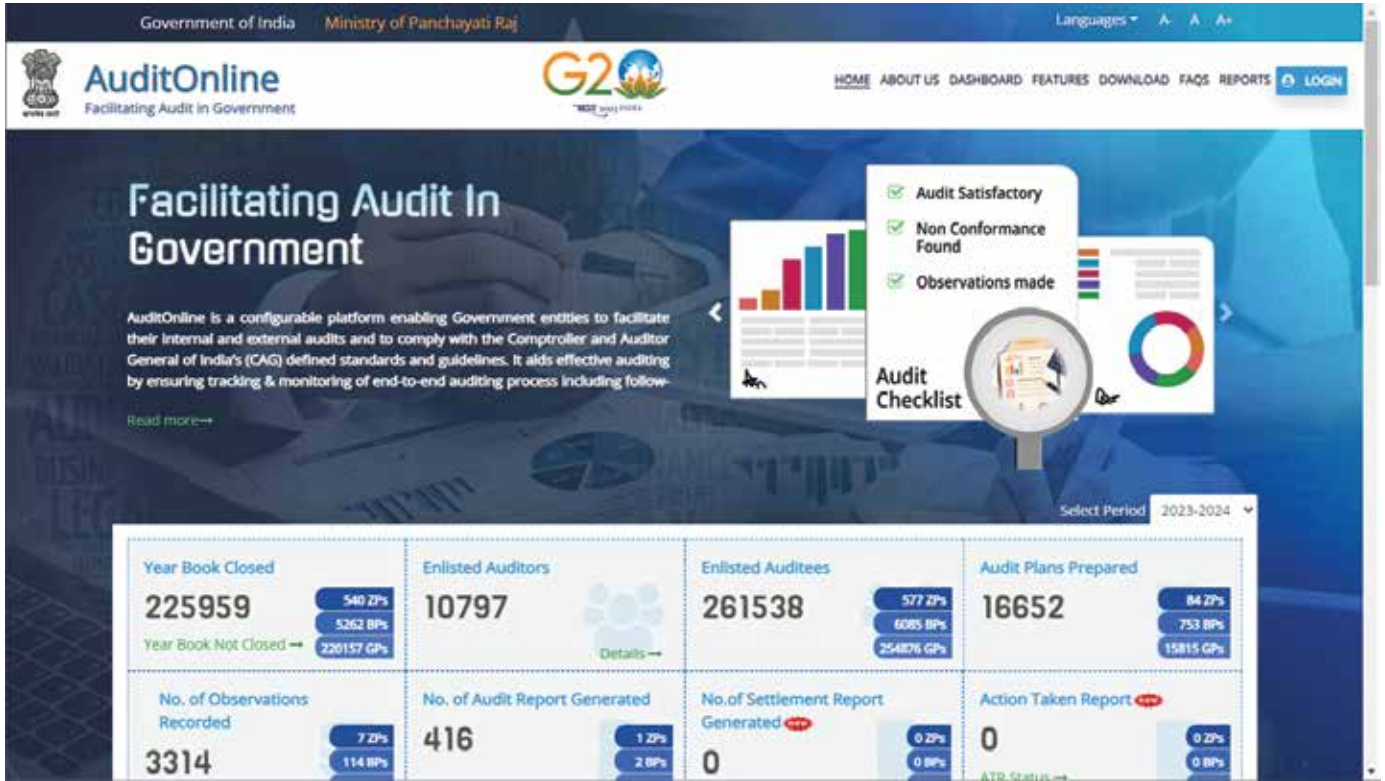 Government of India Ministry of Panchayati Raj
Languages A- A A+
AuditOnline
Facilitating Audit in Government
G20
HOME ABOUT US DASHBOARD FEATURES DOWNLOAD FAQS REPORTS LOGIN
Facilitating Audit In
Government
AuditOnline is a configurable platform enabling Government entities to facilitate
their internal and external audits and to comply with the Comptroller and Auditor
General of India's (CAG) defined standards and guidelines. It aids effective auditing
by ensuring tracking & monitoring of end-to-end auditing process including follow-
Read more→
Audit Satisfactory
Non Conformance
Found
Observations made
Audit
Checklist
Select Period 2023-2024
Year Book Closed
225959
540 ZPs
5262 BPs
220157 GPs
Year Book Not Closed →
Enlisted Auditors
10797
Details →
Enlisted Auditees
261538
577 ZPs
6085 BPs
254876 GPs
Audit Plans Prepared
16652
84 ZPs
753 BPs
15815 GPs
No. of Observations
Recorded
3314
7 ZPs
114 BPs
No. of Audit Report Generated
416
1 ZPs
2 BPs
No.of Settlement Report
Generated new
0
0 ZPs
0 BPs
Action Taken Report new
0
0 ZPs
0 BPs
ATR Status →